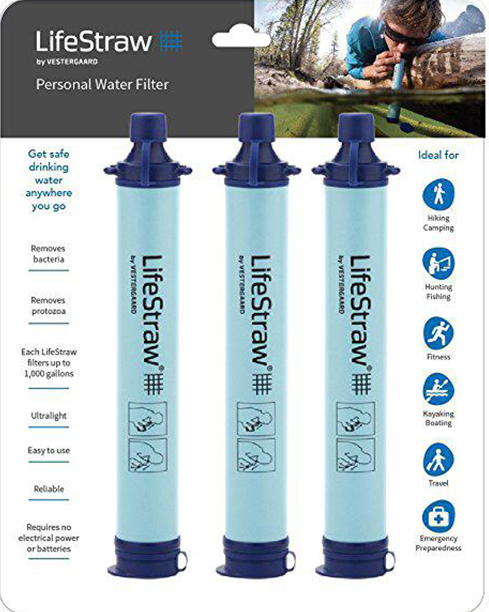 LifeStraw
by VESTERGAARD
Personal Water Filter
Get safe
drinking
water
anywhere
you go
Removes
bacteria
Removes
protozoa
Each LifeStraw
filters up to
1,000 gallons
Ultralight
Easy to use
Reliable
Requires no
electrical power
or batteries
LifeStraw®
by VESTERGAARD
LifeStraw®
by VESTERGAARD
LifeStraw®
by VESTERGAARD
Ideal for
Hiking
Camping
Hunting
Fishing
Fitness
Kayaking
Boating
Travel
Emergency
Preparedness